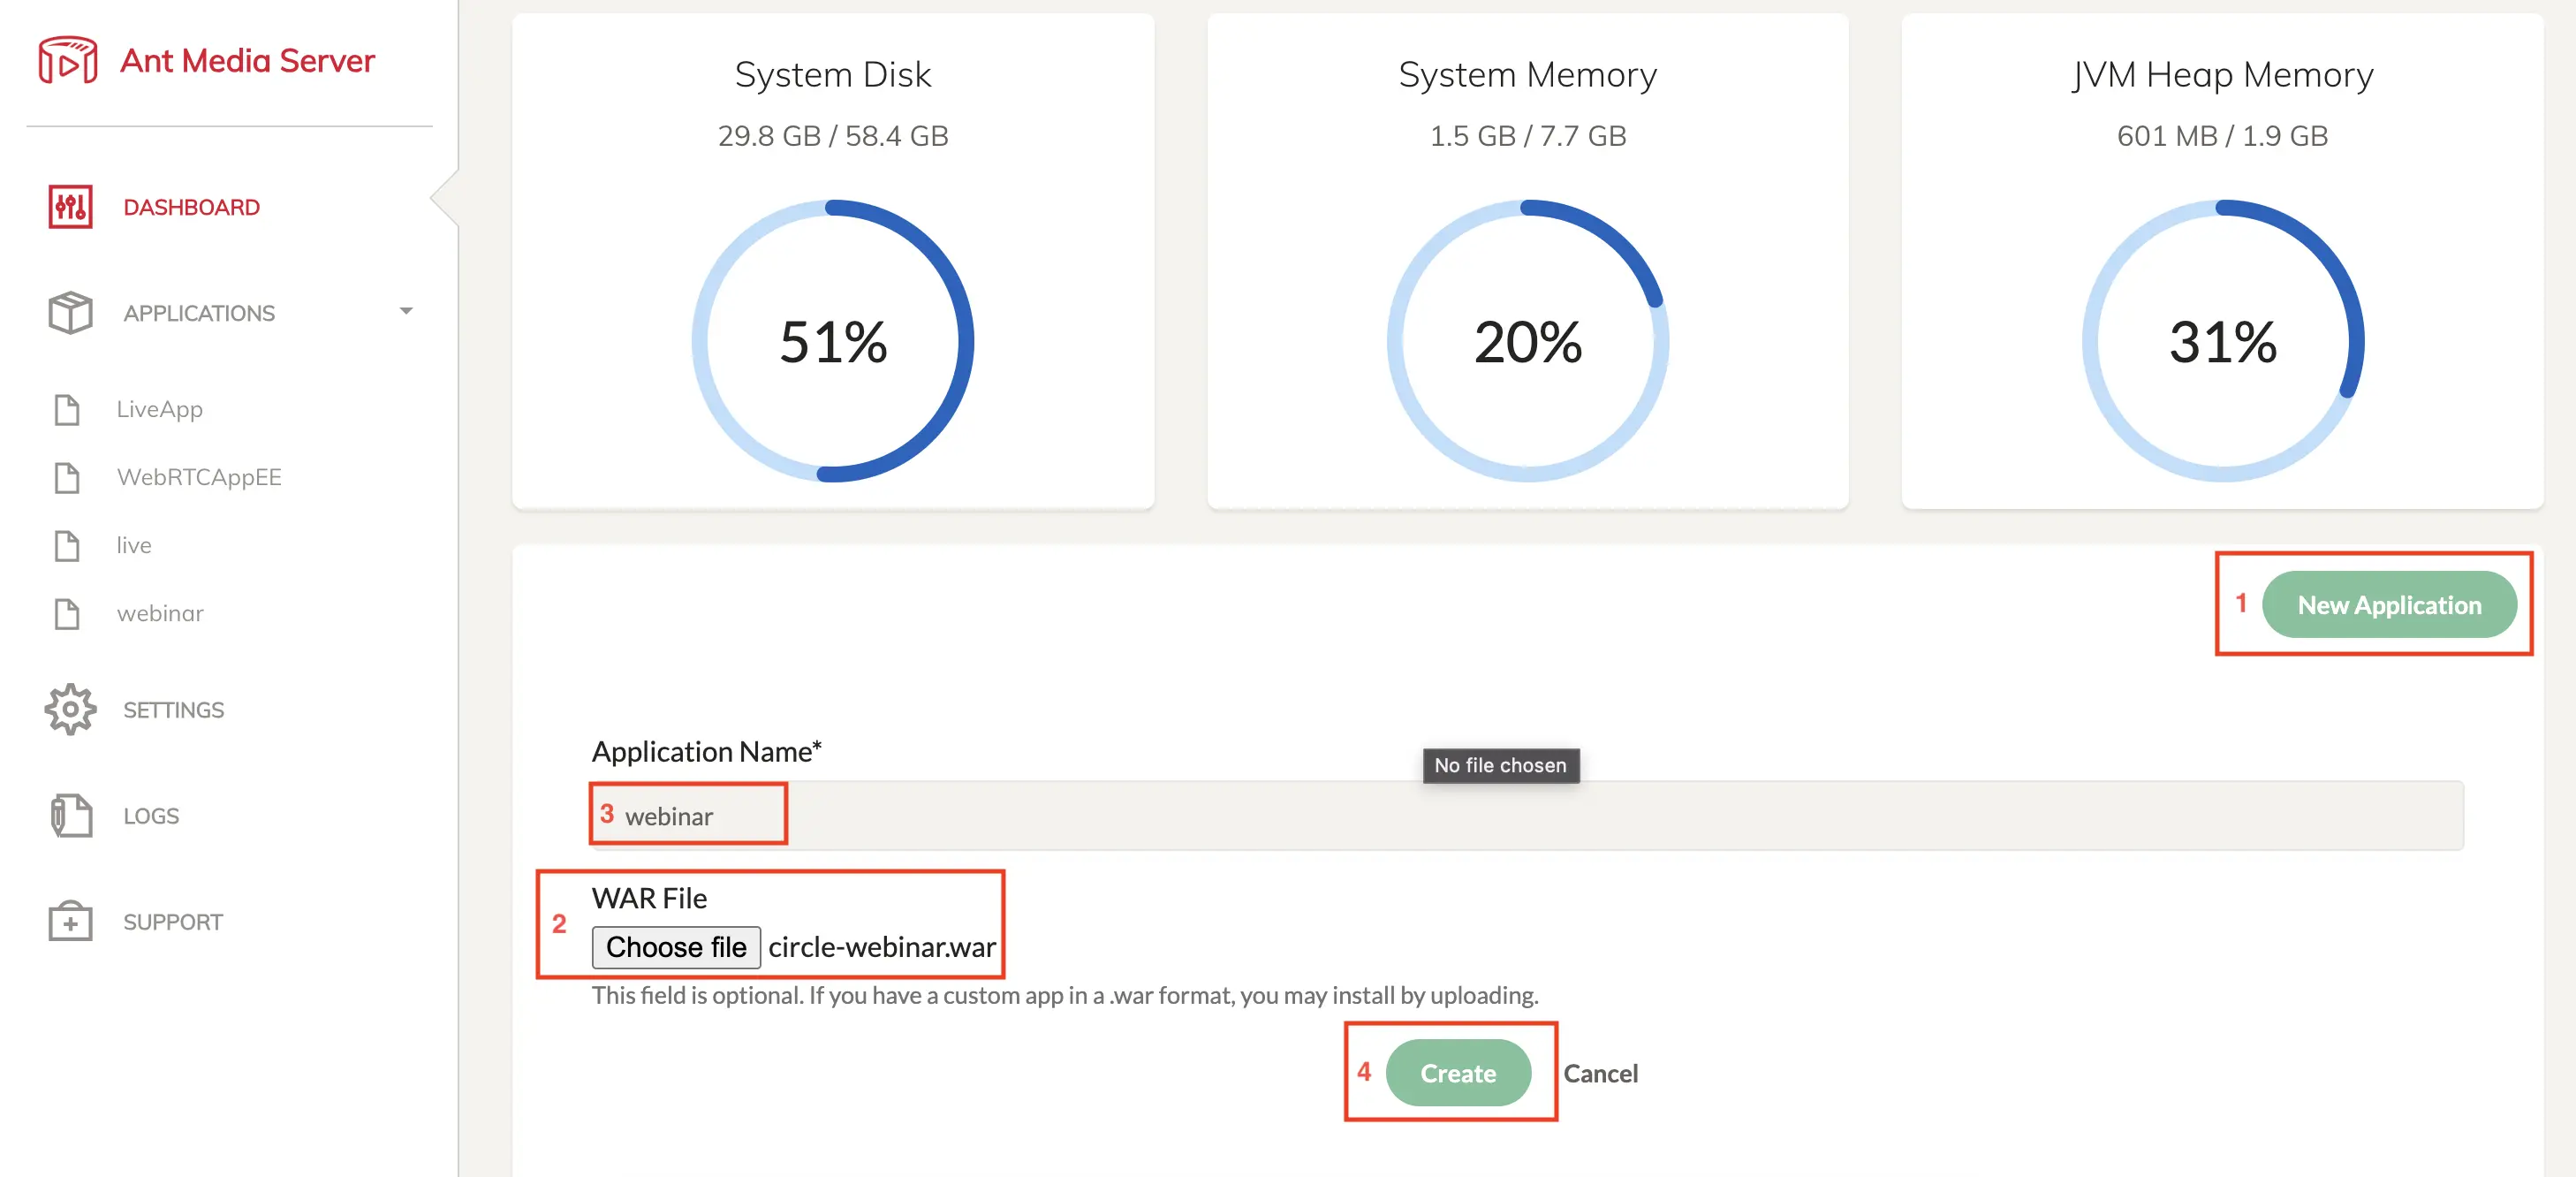 Ant Media Server
DASHBOARD
APPLICATIONS
LiveApp
WebRTCAppEE
live
webinar
SETTINGS
LOGS
SUPPORT
System Disk
29.8 GB / 58.4 GB
51%
System Memory
1.5 GB / 7.7 GB
20%
JVM Heap Memory
601 MB / 1.9 GB
31%
1 New Application
Application Name*
No file chosen
3 webinar
WAR File
2 Choose file circle-webinar.war
This field is optional. If you have a custom app in a .war format, you may install by uploading.
4 Create Cancel